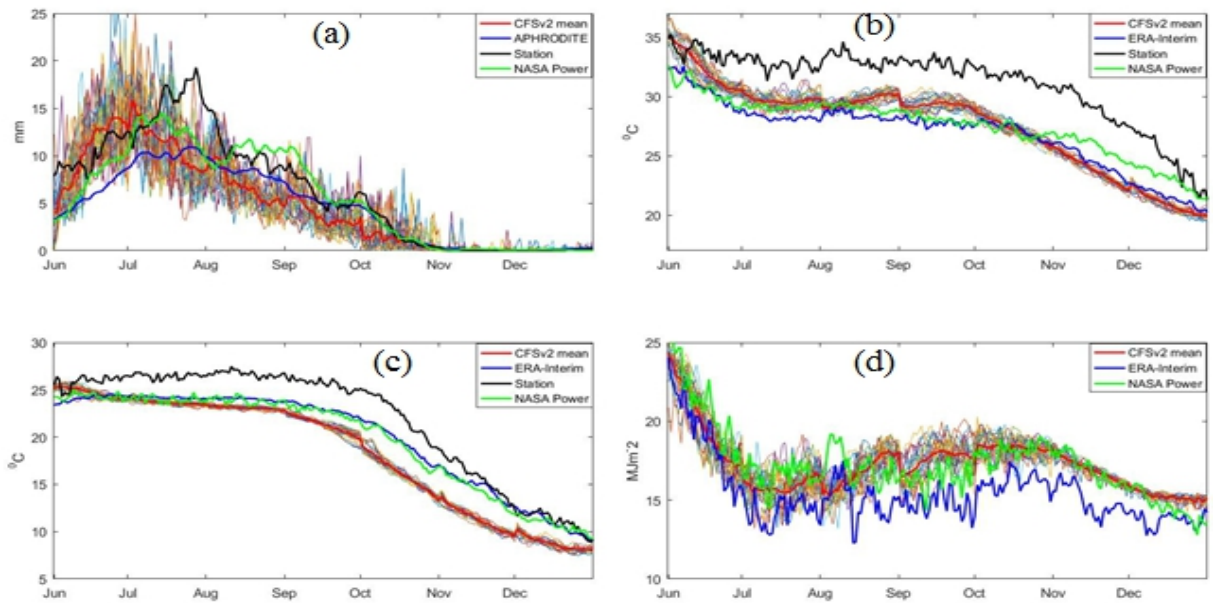 (a)
CFSv2 mean
APHRODITE
Station
NASA Power
mm
25
20
15
10
5
0
Jun Jul Aug Sep Oct Nov Dec
(b)
CFSv2 mean
ERA-Interim
Station
NASA Power
⁰C
35
30
25
20
Jun Jul Aug Sep Oct Nov Dec
(c)
CFSv2 mean
ERA-Interim
Station
NASA Power
⁰C
30
25
20
15
10
5
Jun Jul Aug Sep Oct Nov Dec
(d)
CFSv2 mean
ERA-Interim
NASA Power
MJm^2
25
20
15
10
Jun Jul Aug Sep Oct Nov Dec